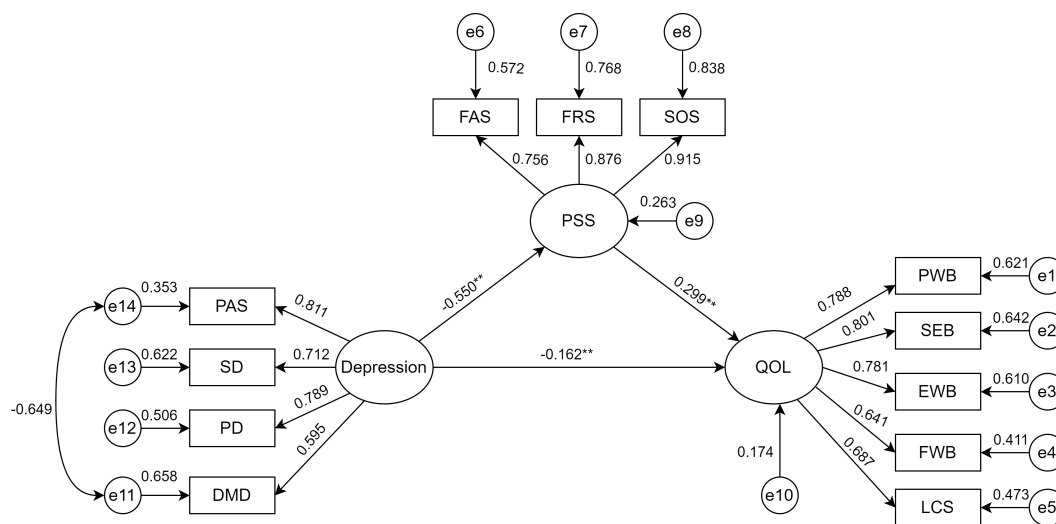 e6
e7
e8
0.572
0.768
0.838
FAS
FRS
SOS
0.756
0.876
0.915
PSS
0.263
e9
-0.550**
0.299**
-0.162**
Depression
QOL
0.174
e10
e14
0.353
PAS
0.811
e13
0.622
SD
0.712
e12
0.506
PD
0.789
e11
0.658
DMD
0.595
-0.649
0.788
PWB
0.621
e1
0.801
SEB
0.642
e2
0.781
EWB
0.610
e3
0.641
FWB
0.411
e4
0.687
LCS
0.473
e5